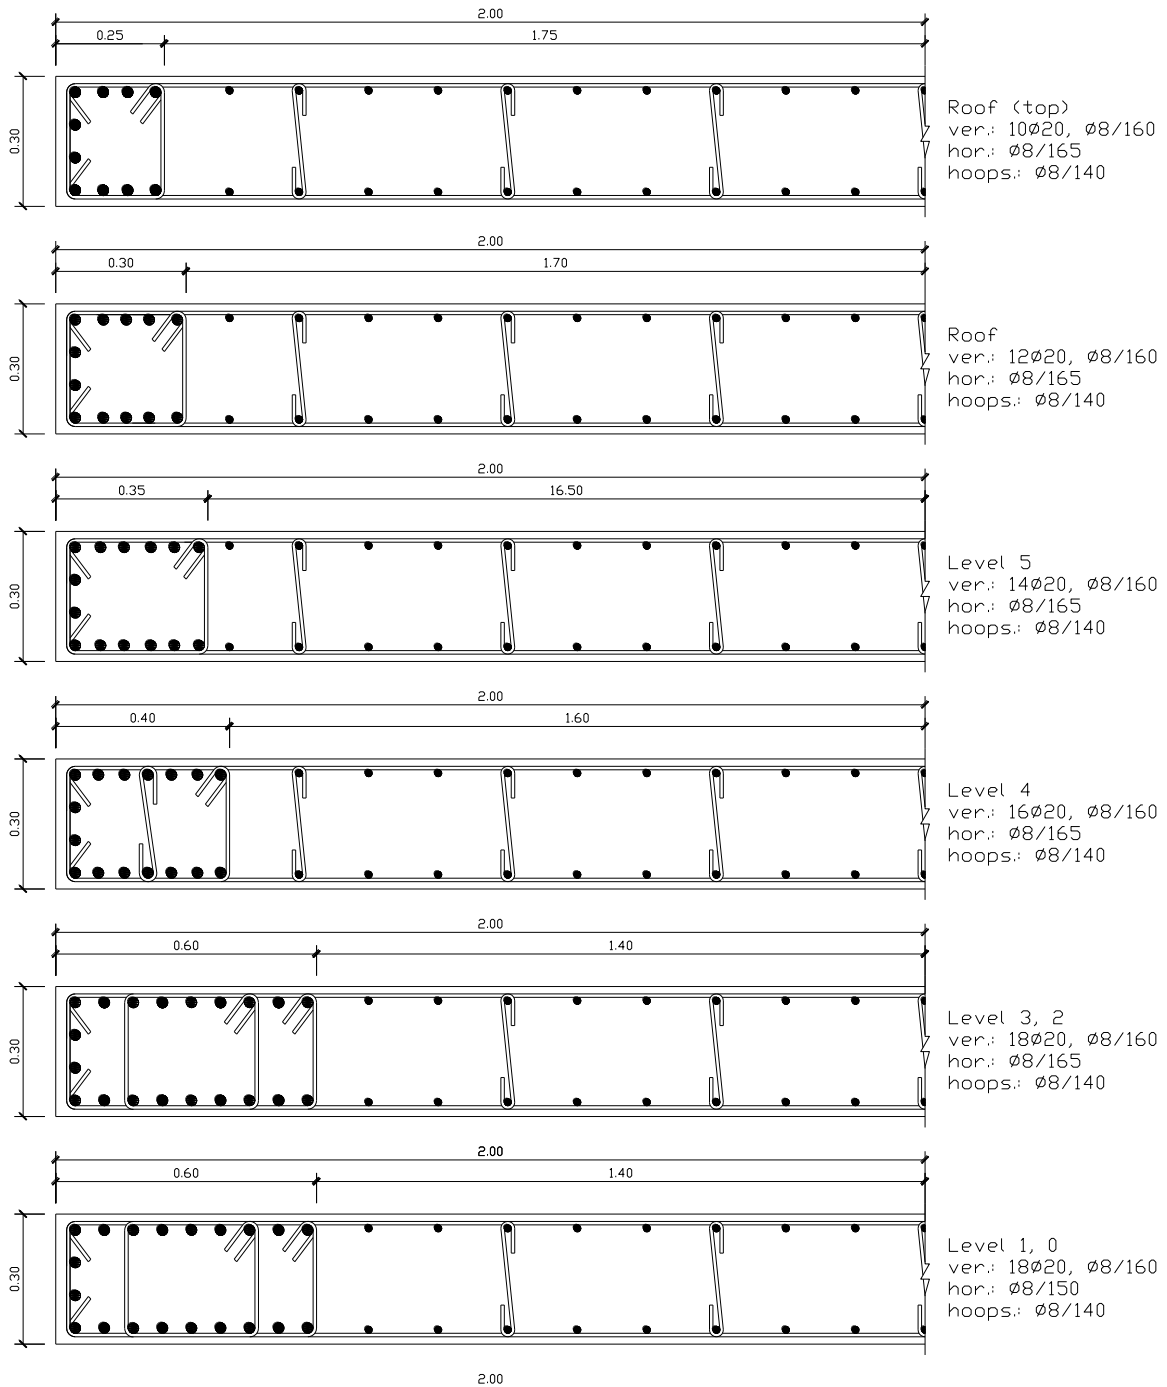 2.00
0.25
1.75
0.30
Roof (top)
ver.: 10Ø20, Ø8/160
hor.: Ø8/165
hoops.: Ø8/140
2.00
0.30
1.70
0.30
Roof
ver.: 12Ø20, Ø8/160
hor.: Ø8/165
hoops.: Ø8/140
2.00
0.35
16.50
0.30
Level 5
ver.: 14Ø20, Ø8/160
hor.: Ø8/165
hoops.: Ø8/140
2.00
0.40
1.60
0.30
Level 4
ver.: 16Ø20, Ø8/160
hor.: Ø8/165
hoops.: Ø8/140
2.00
0.60
1.40
0.30
Level 3, 2
ver.: 18Ø20, Ø8/160
hor.: Ø8/165
hoops.: Ø8/140
2.00
0.60
1.40
0.30
Level 1, 0
ver.: 18Ø20, Ø8/160
hor.: Ø8/150
hoops.: Ø8/140
2.00